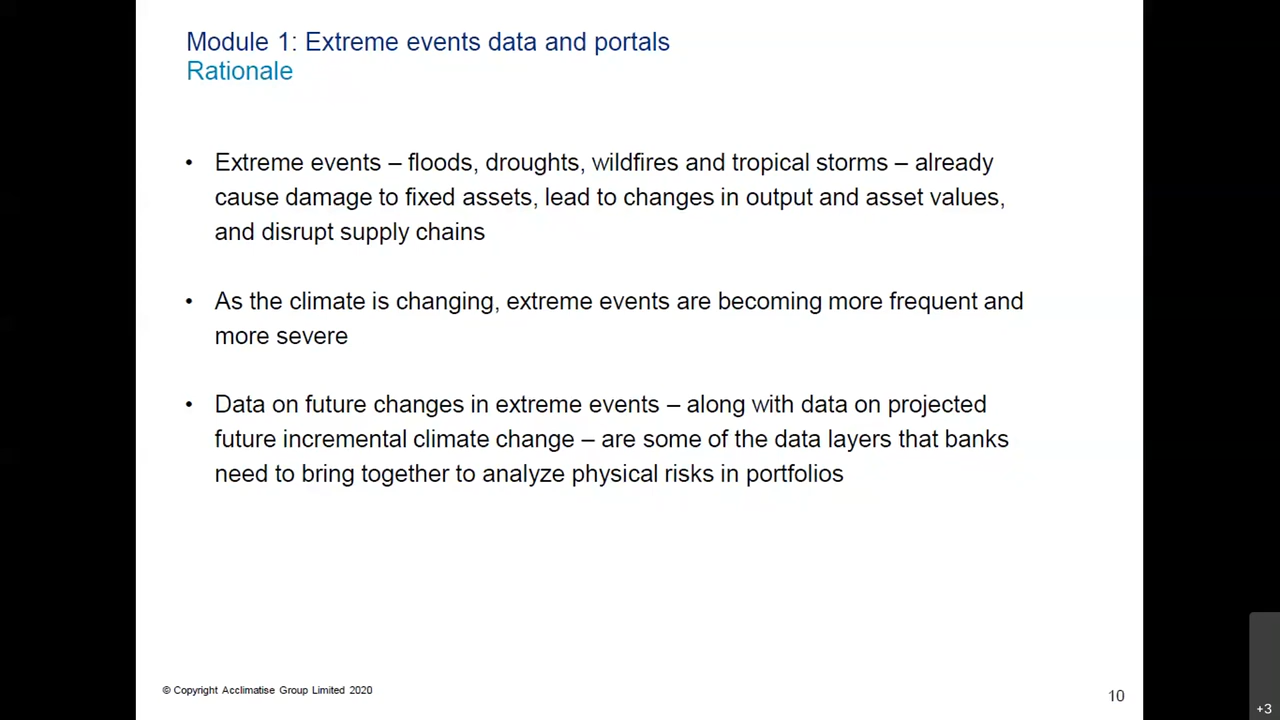 Module 1: Extreme events data and portals
Rationale
• Extreme events – floods, droughts, wildfires and tropical storms – already
cause damage to fixed assets, lead to changes in output and asset values,
and disrupt supply chains
• As the climate is changing, extreme events are becoming more frequent and
more severe
• Data on future changes in extreme events – along with data on projected
future incremental climate change – are some of the data layers that banks
need to bring together to analyze physical risks in portfolios
© Copyright Acclimatise Group Limited 2020
10
+3